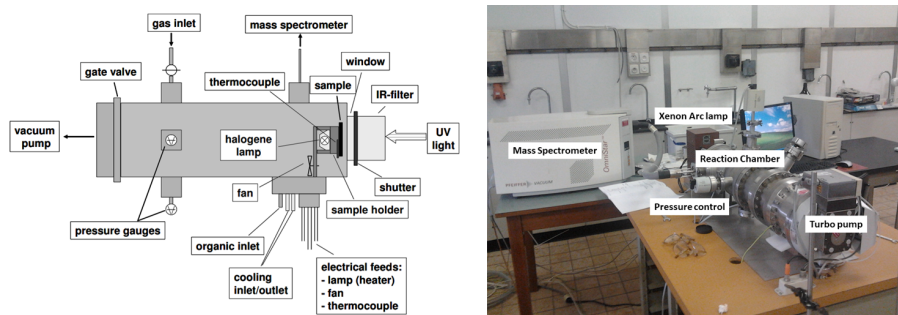 gas inlet
mass spectrometer
gate valve
thermocouple
sample
window
IR-filter
vacuum
pump
halogene
lamp
UV
light
fan
shutter
sample holder
pressure gauges
organic inlet
cooling
inlet/outlet
electrical feeds:
- lamp (heater)
- fan
- thermocouple
Xenon Arc lamp
Mass Spectrometer
OmniStar
Reaction Chamber
PFEIFFER VACUUM
Pressure control
Turbo pump